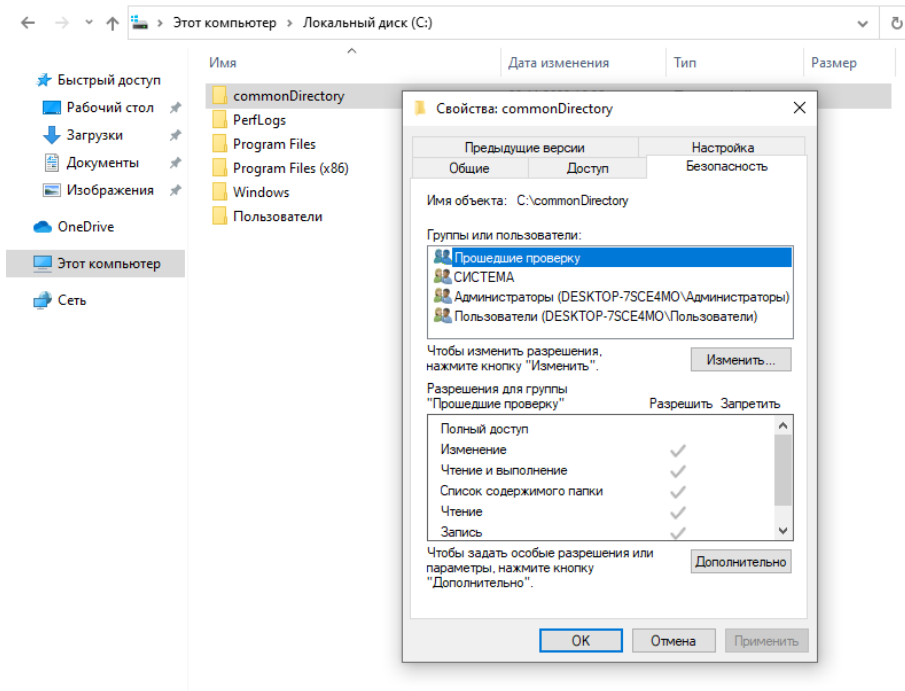 Этот компьютер > Локальный диск (C:)
Имя Дата изменения Тип Размер
Быстрый доступ
Рабочий стол
Загрузки
Документы
Изображения
OneDrive
Этот компьютер
Сеть
commonDirectory
PerfLogs
Program Files
Program Files (x86)
Windows
Пользователи
Свойства: commonDirectory
Предыдущие версии Настройка
Общие Доступ Безопасность
Имя объекта: C:\commonDirectory
Группы или пользователи:
Прошедшие проверку
СИСТЕМА
Администраторы (DESKTOP-7SCE4MO\Администраторы)
Пользователи (DESKTOP-7SCE4MO\Пользователи)
Чтобы изменить разрешения,
нажмите кнопку "Изменить".
Изменить...
Разрешения для группы
"Прошедшие проверку" Разрешить Запретить
Полный доступ
Изменение
Чтение и выполнение
Список содержимого папки
Чтение
Запись
Чтобы задать особые разрешения или
параметры, нажмите кнопку
"Дополнительно".
Дополнительно
OK Отмена Применить